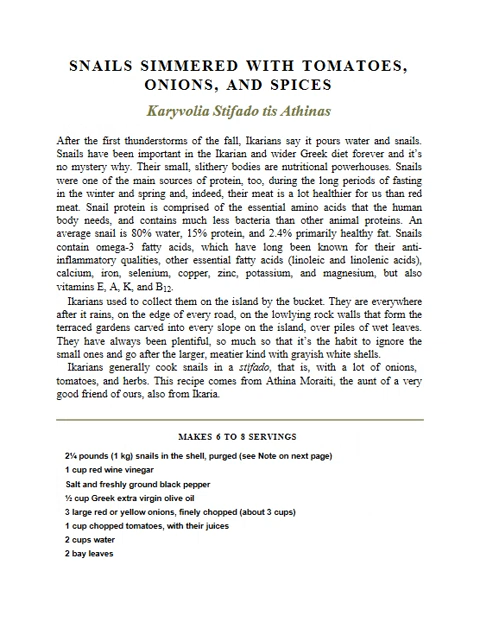 SNAILS SIMMERED WITH TOMATOES,
ONIONS, AND SPICES
Karyvolia Stifado tis Athinas
After the first thunderstorms of the fall, Ikarians say it pours water and snails.
Snails have been important in the Ikarian and wider Greek diet forever and it's
no mystery why. Their small, slithery bodies are nutritional powerhouses. Snails
were one of the main sources of protein, too, during the long periods of fasting
in the winter and spring and, indeed, their meat is a lot healthier for us than red
meat. Snail protein is comprised of the essential amino acids that the human
body needs, and contains much less bacteria than other animal proteins. An
average snail is 80% water, 15% protein, and 2.4% primarily healthy fat. Snails
contain omega-3 fatty acids, which have long been known for their anti-
inflammatory qualities, other essential fatty acids (linoleic and linolenic acids),
calcium, iron, selenium, copper, zinc, potassium, and magnesium, but also
vitamins E, A, K, and B12.
Ikarians used to collect them on the island by the bucket. They are everywhere
after it rains, on the edge of every road, on the lowlying rock walls that form the
terraced gardens carved into every slope on the island, over piles of wet leaves.
They have always been plentiful, so much so that it's the habit to ignore the
small ones and go after the larger, meatier kind with grayish white shells.
Ikarians generally cook snails in a stifado, that is, with a lot of onions,
tomatoes, and herbs. This recipe comes from Athina Moraiti, the aunt of a very
good friend of ours, also from Ikaria.
MAKES 6 TO 8 SERVINGS
2¼ pounds (1 kg) snails in the shell, purged (see Note on next page)
1 cup red wine vinegar
Salt and freshly ground black pepper
½ cup Greek extra virgin olive oil
3 large red or yellow onions, finely chopped (about 3 cups)
1 cup chopped tomatoes, with their juices
2 cups water
2 bay leaves